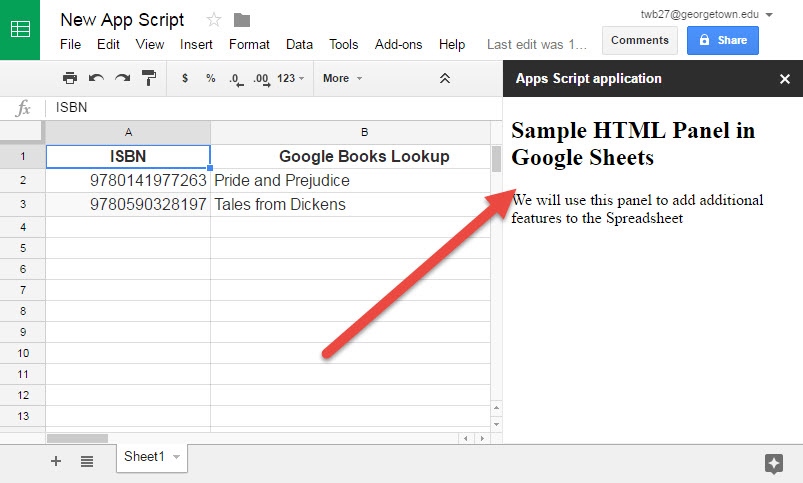 New App Script
twb27@georgetown.edu
File Edit View Insert Format Data Tools Add-ons Help Last edit was 1...
Comments Share
$ % .0 .00 123 More
Apps Script application
fx ISBN
A B
1 ISBN Google Books Lookup
2 9780141977263 Pride and Prejudice
3 9780590328197 Tales from Dickens
4
5
6
7
8
9
10
11
12
13
Sample HTML Panel in
Google Sheets
We will use this panel to add additional
features to the Spreadsheet
Sheet1